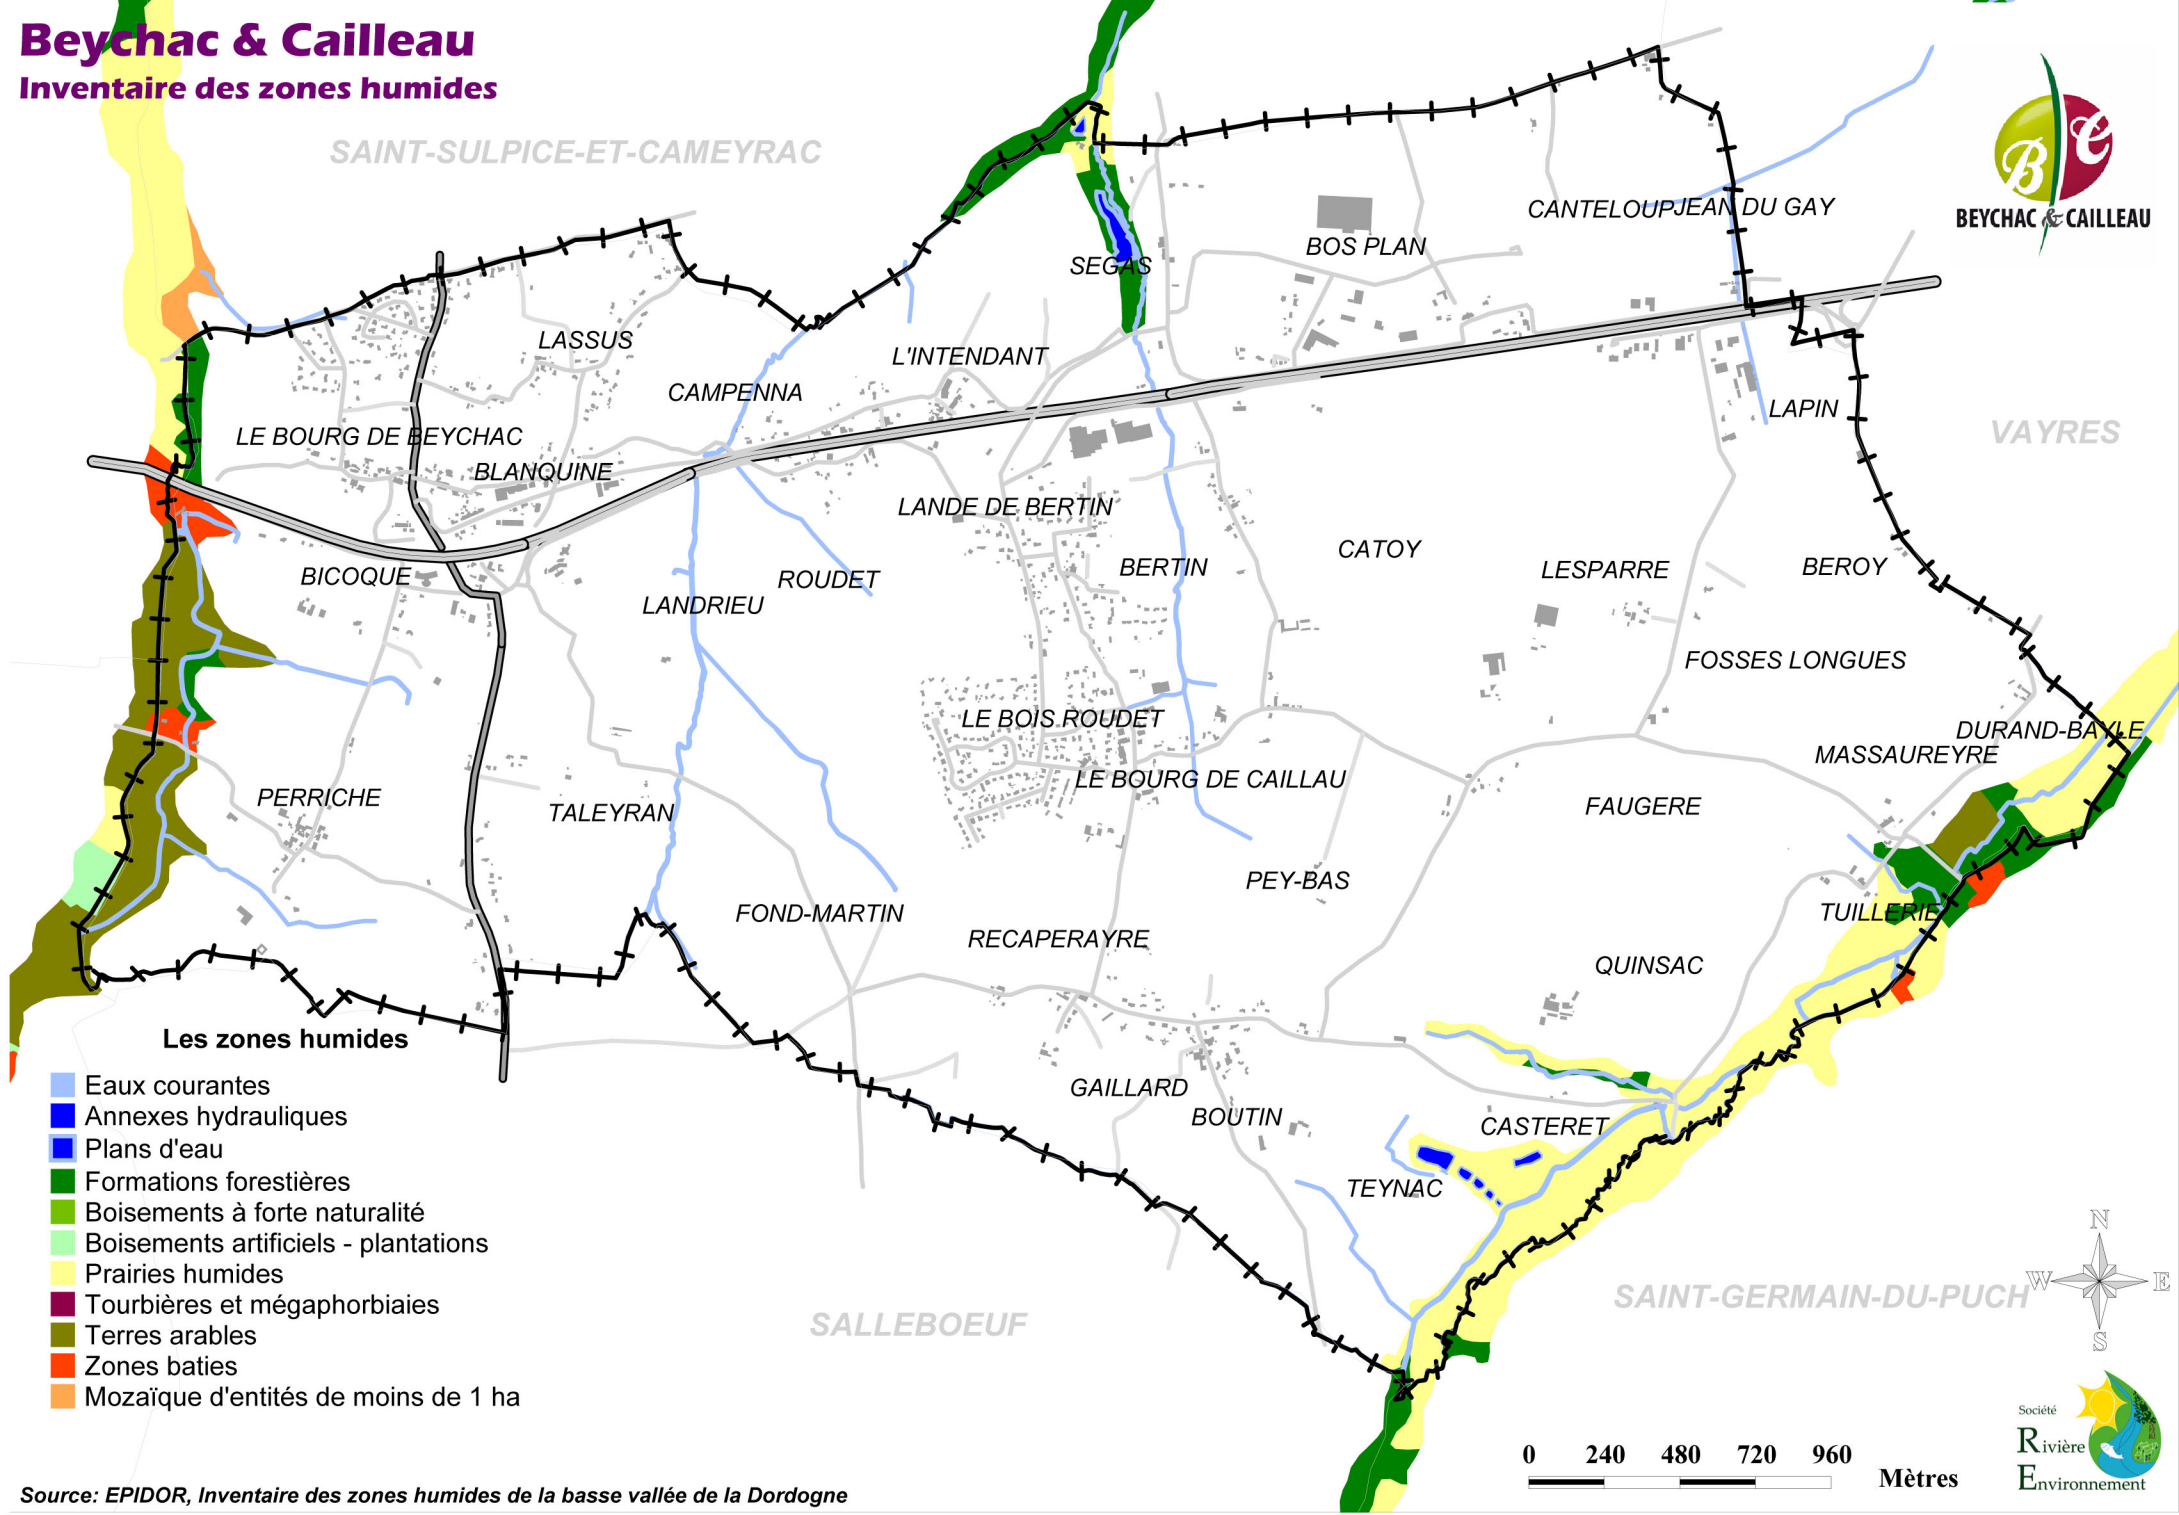 Beychac & Cailleau
Inventaire des zones humides
SAINT-SULPICE-ET-CAMEYRAC
B C
BEYCHAC & CAILLEAU
CANTELOUP
JEAN DU GAY
BOS PLAN
SEGAS
LASSUS
L'INTENDANT
CAMPENNA
LAPIN
VAYRES
LE BOURG DE BEYCHAC
BLANQUINE
LANDE DE BERTIN
CATOY
BICOQUE
ROUDET
BERTIN
LESPARRE
BEROY
LANDRIEU
FOSSES LONGUES
LE BOIS ROUDET
DURAND-BAYLE
MASSAUREYRE
LE BOURG DE CAILLAU
PERRICHE
TALEYRAN
FAUGERE
PEY-BAS
FOND-MARTIN
TUILLERIE
RECAPERAYRE
QUINSAC
GAILLARD
BOUTIN
CASTERET
TEYNAC
SALLEBOEUF
SAINT-GERMAIN-DU-PUCH
Les zones humides
Eaux courantes
Annexes hydrauliques
Plans d'eau
Formations forestières
Boisements à forte naturalité
Boisements artificiels - plantations
Prairies humides
Tourbières et mégaphorbiaies
Terres arables
Zones baties
Mozaïque d'entités de moins de 1 ha
N
W E
S
0 240 480 720 960
Mètres
Société
Rivière
Environnement
Source: EPIDOR, Inventaire des zones humides de la basse vallée de la Dordogne